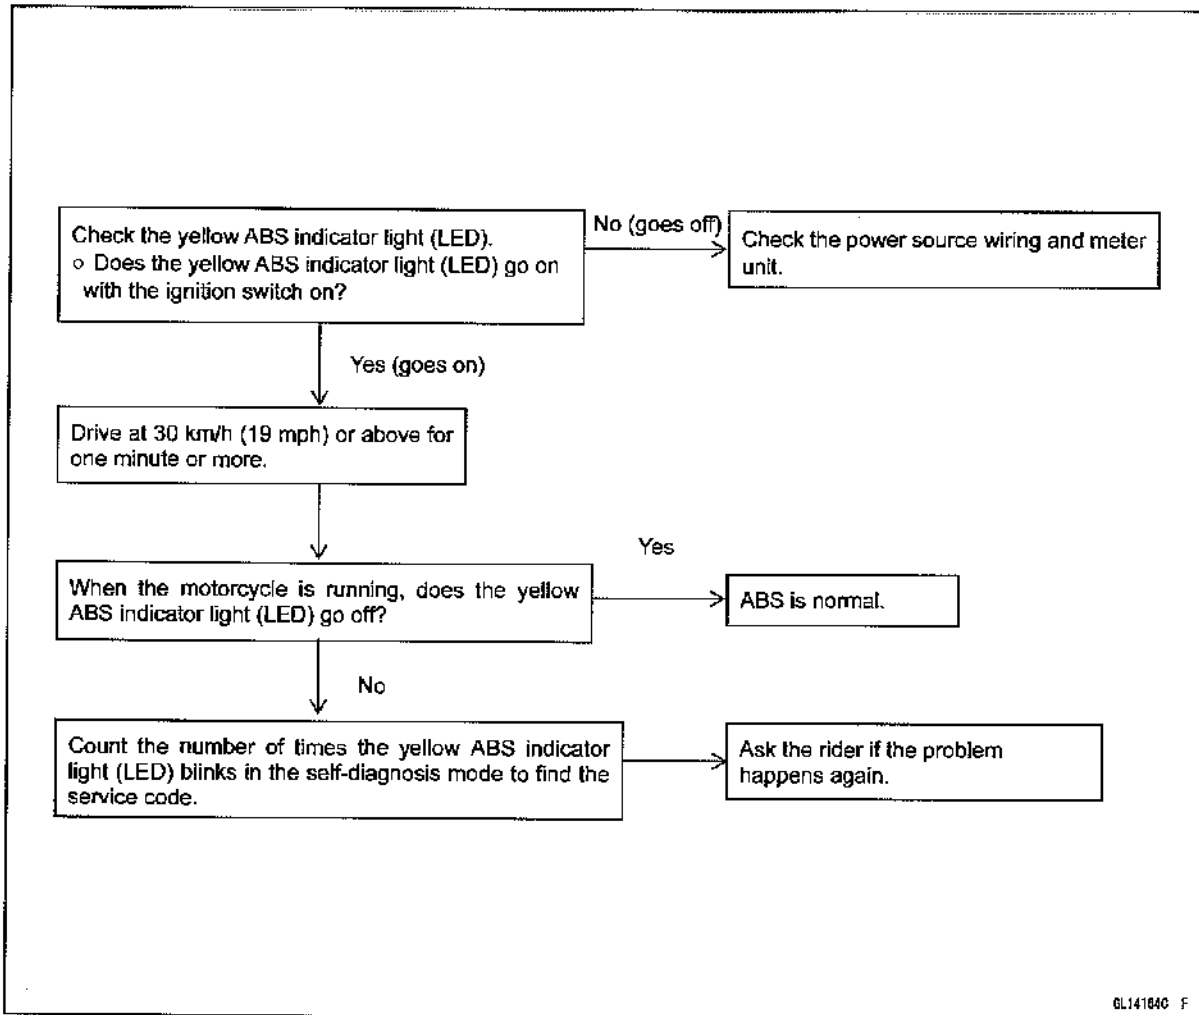 Check the yellow ABS indicator light (LED).
○ Does the yellow ABS indicator light (LED) go on
with the ignition switch on?
No (goes off)
Check the power source wiring and meter
unit.
Yes (goes on)
Drive at 30 km/h (19 mph) or above for
one minute or more.
When the motorcycle is running, does the yellow
ABS indicator light (LED) go off?
Yes
ABS is normal.
No
Count the number of times the yellow ABS indicator
light (LED) blinks in the self-diagnosis mode to find the
service code.
Ask the rider if the problem
happens again.
GL14164C F